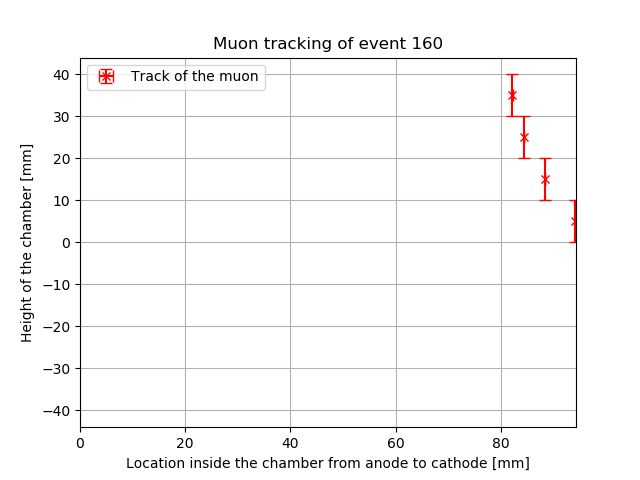 Muon tracking of event 160
Track of the muon
Height of the chamber [mm]
40
30
20
10
0
−10
−20
−30
−40
0 20 40 60 80
Location inside the chamber from anode to cathode [mm]